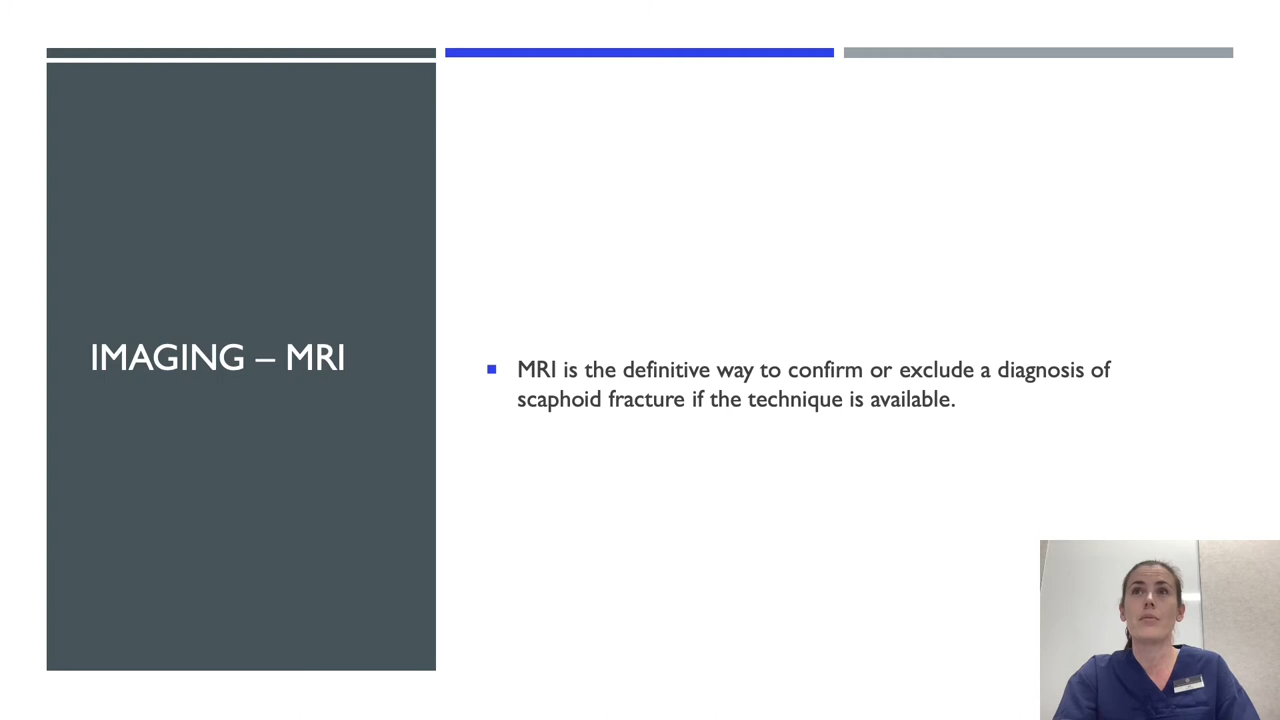 IMAGING – MRI
MRI is the definitive way to confirm or exclude a diagnosis of
scaphoid fracture if the technique is available.